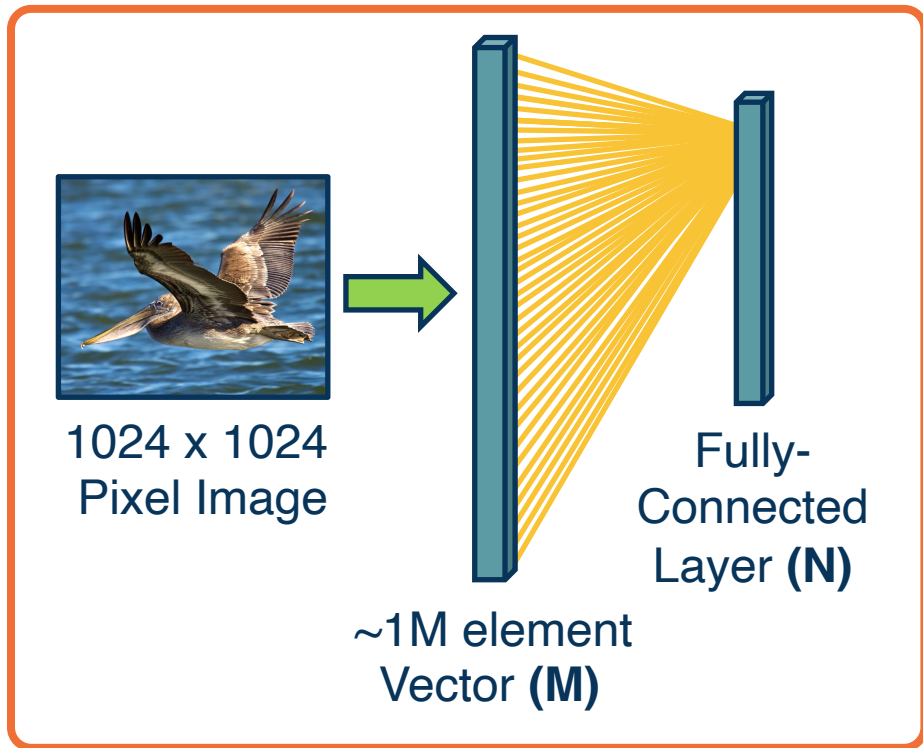 1024 x 1024
Pixel Image
~1M element
Vector (M)
Fully-
Connected
Layer (N)